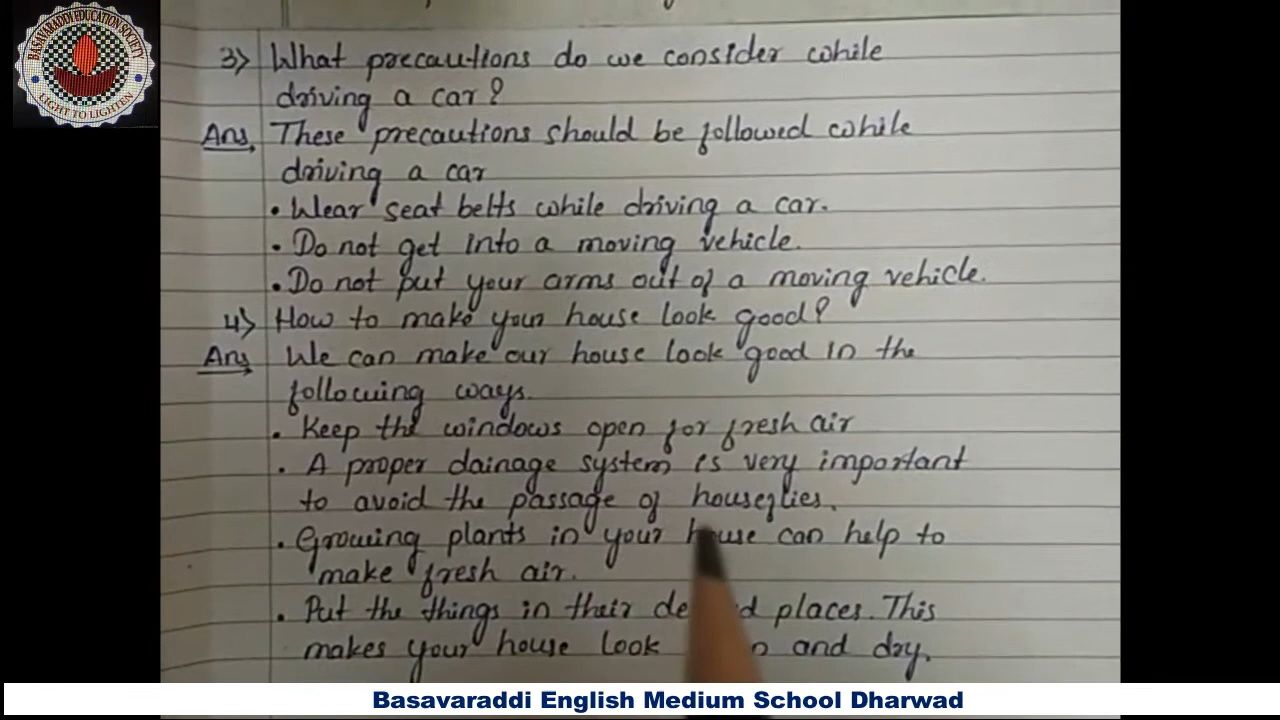 BASAVARADDI EDUCATION SOCIETY
LIGHT TO LIGHTEN
3) What precautions do we consider while
driving a car?
Ans, These precautions should be followed while
driving a car
• Wear seat belts while driving a car.
• Do not get into a moving vehicle.
• Do not put your arms out of a moving vehicle.
4) How to make your house look good?
Ans We can make our house look good in the
following ways.
• Keep the windows open for fresh air
• A proper dainage system is very important
to avoid the passage of houseflies.
• Growing plants in your house can help to
make fresh air.
• Put the things in their places. This
makes your house look and dry.
Basavaraddi English Medium School Dharwad